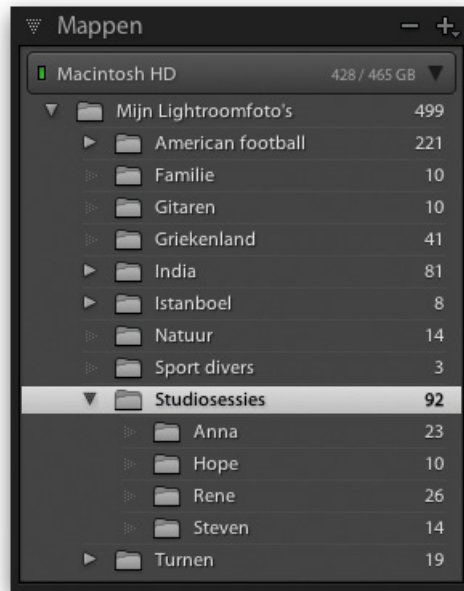 Mappen
Macintosh HD 428 / 465 GB
Mijn Lightroomfoto's 499
American football 221
Familie 10
Gitaren 10
Griekenland 41
India 81
Istanboel 8
Natuur 14
Sport divers 3
Studiosessies 92
Anna 23
Hope 10
Rene 26
Steven 14
Turnen 19